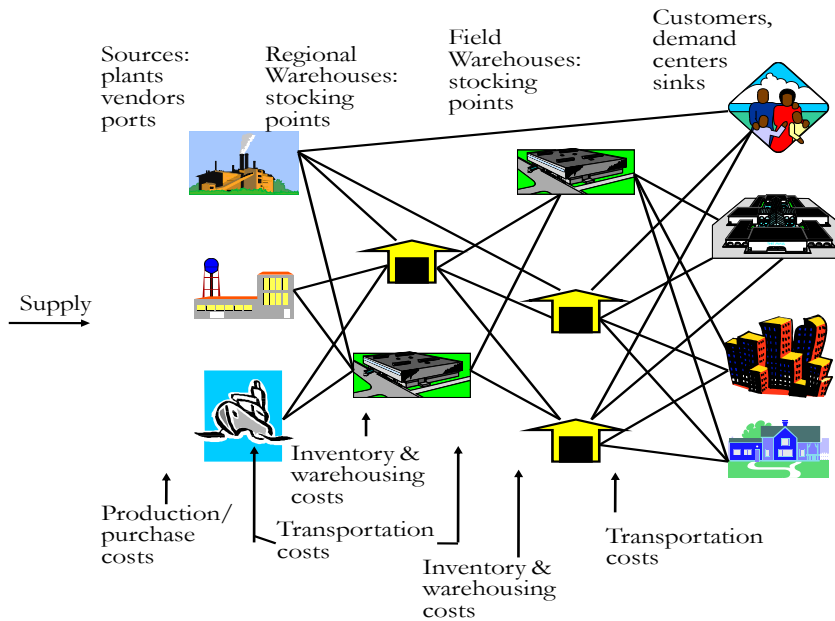 Sources:
plants
vendors
ports
Regional
Warehouses:
stocking
points
Field
Warehouses:
stocking
points
Customers,
demand
centers
sinks
Supply
Inventory &
warehousing
costs
Production/
purchase
costs
Transportation
costs
Inventory &
warehousing
costs
Transportation
costs